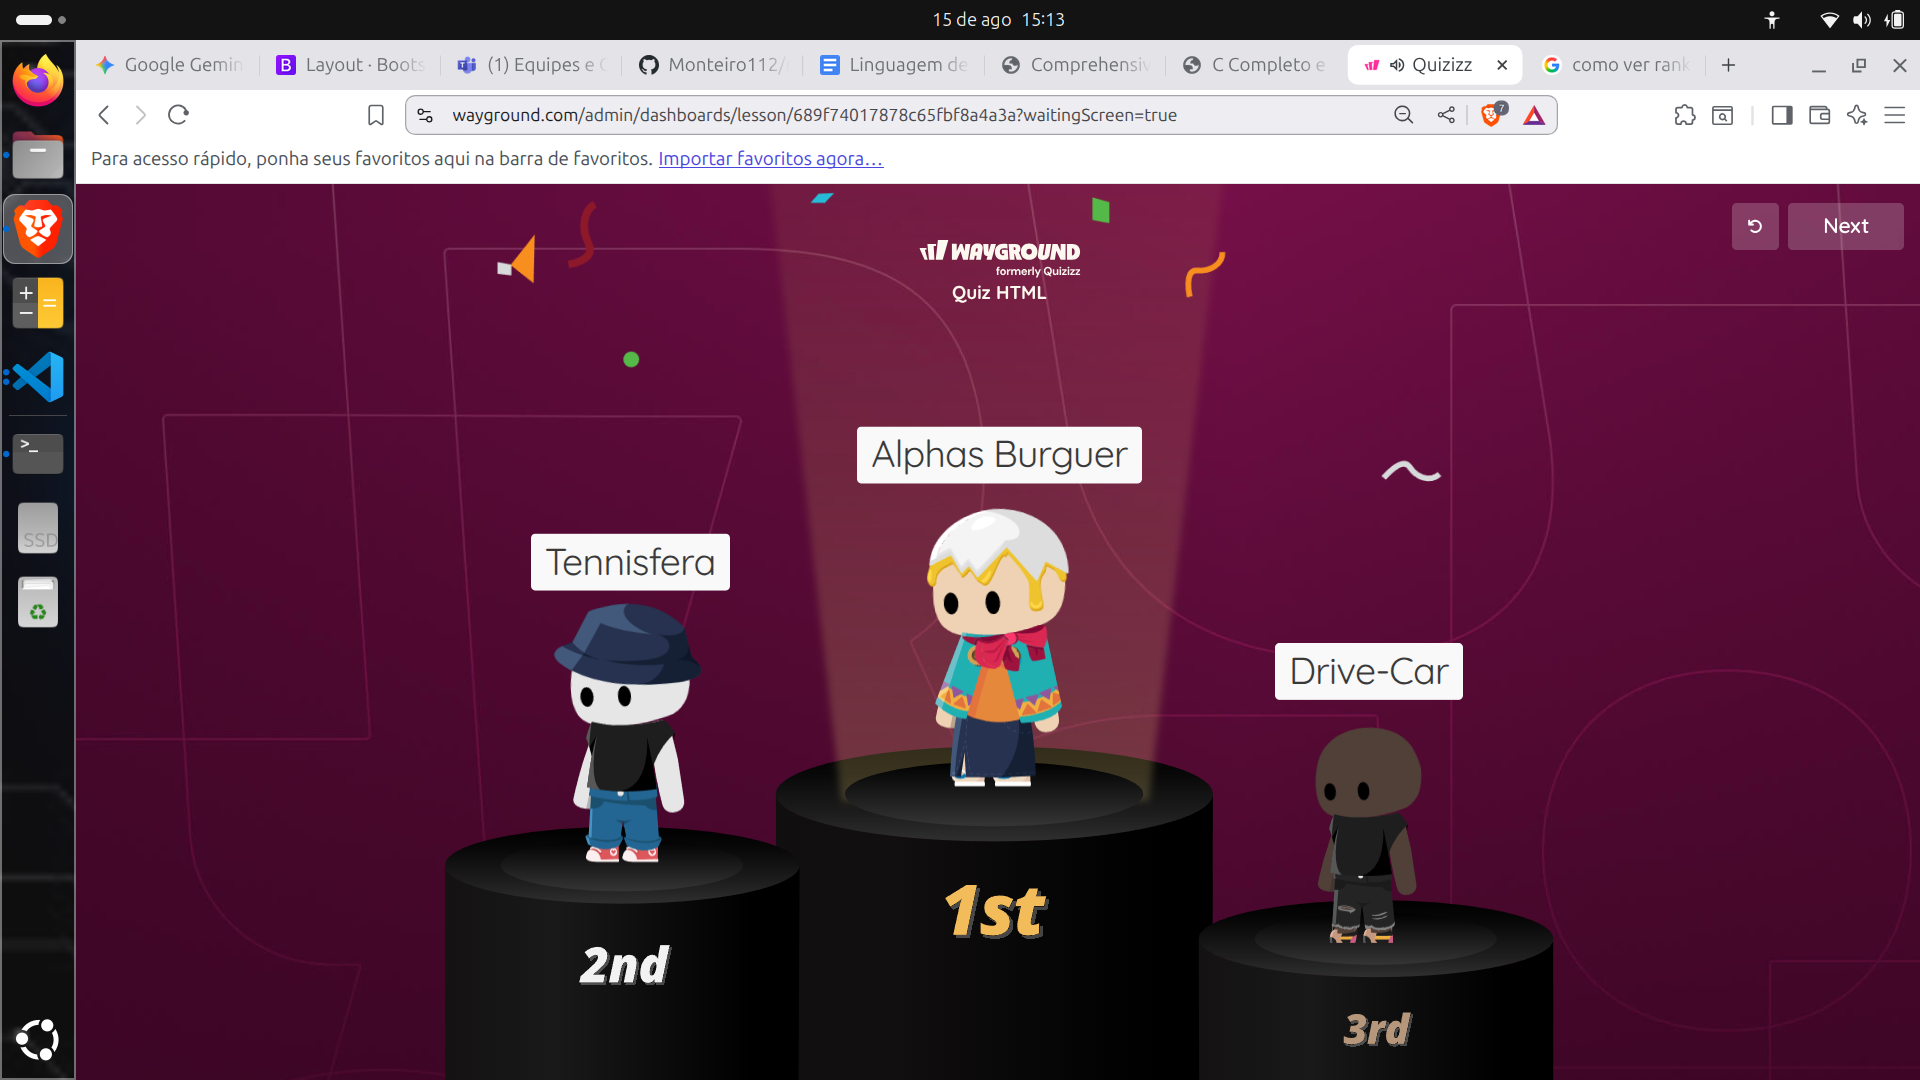 15 de ago 15:13
Google Gemin
B Layout · Boots
(1) Equipes e C
Monteiro112/
Linguagem de
Comprehensiv
C Completo e
Quizizz
como ver rank
wayground.com/admin/dashboards/lesson/689f74017878c65fbf8a4a3a?waitingScreen=true
7
Para acesso rápido, ponha seus favoritos aqui na barra de favoritos. Importar favoritos agora…
Next
WAYGROUND
formerly Quizizz
Quiz HTML
Alphas Burguer
Tennisfera
Drive-Car
1st
2nd
3rd
SSD